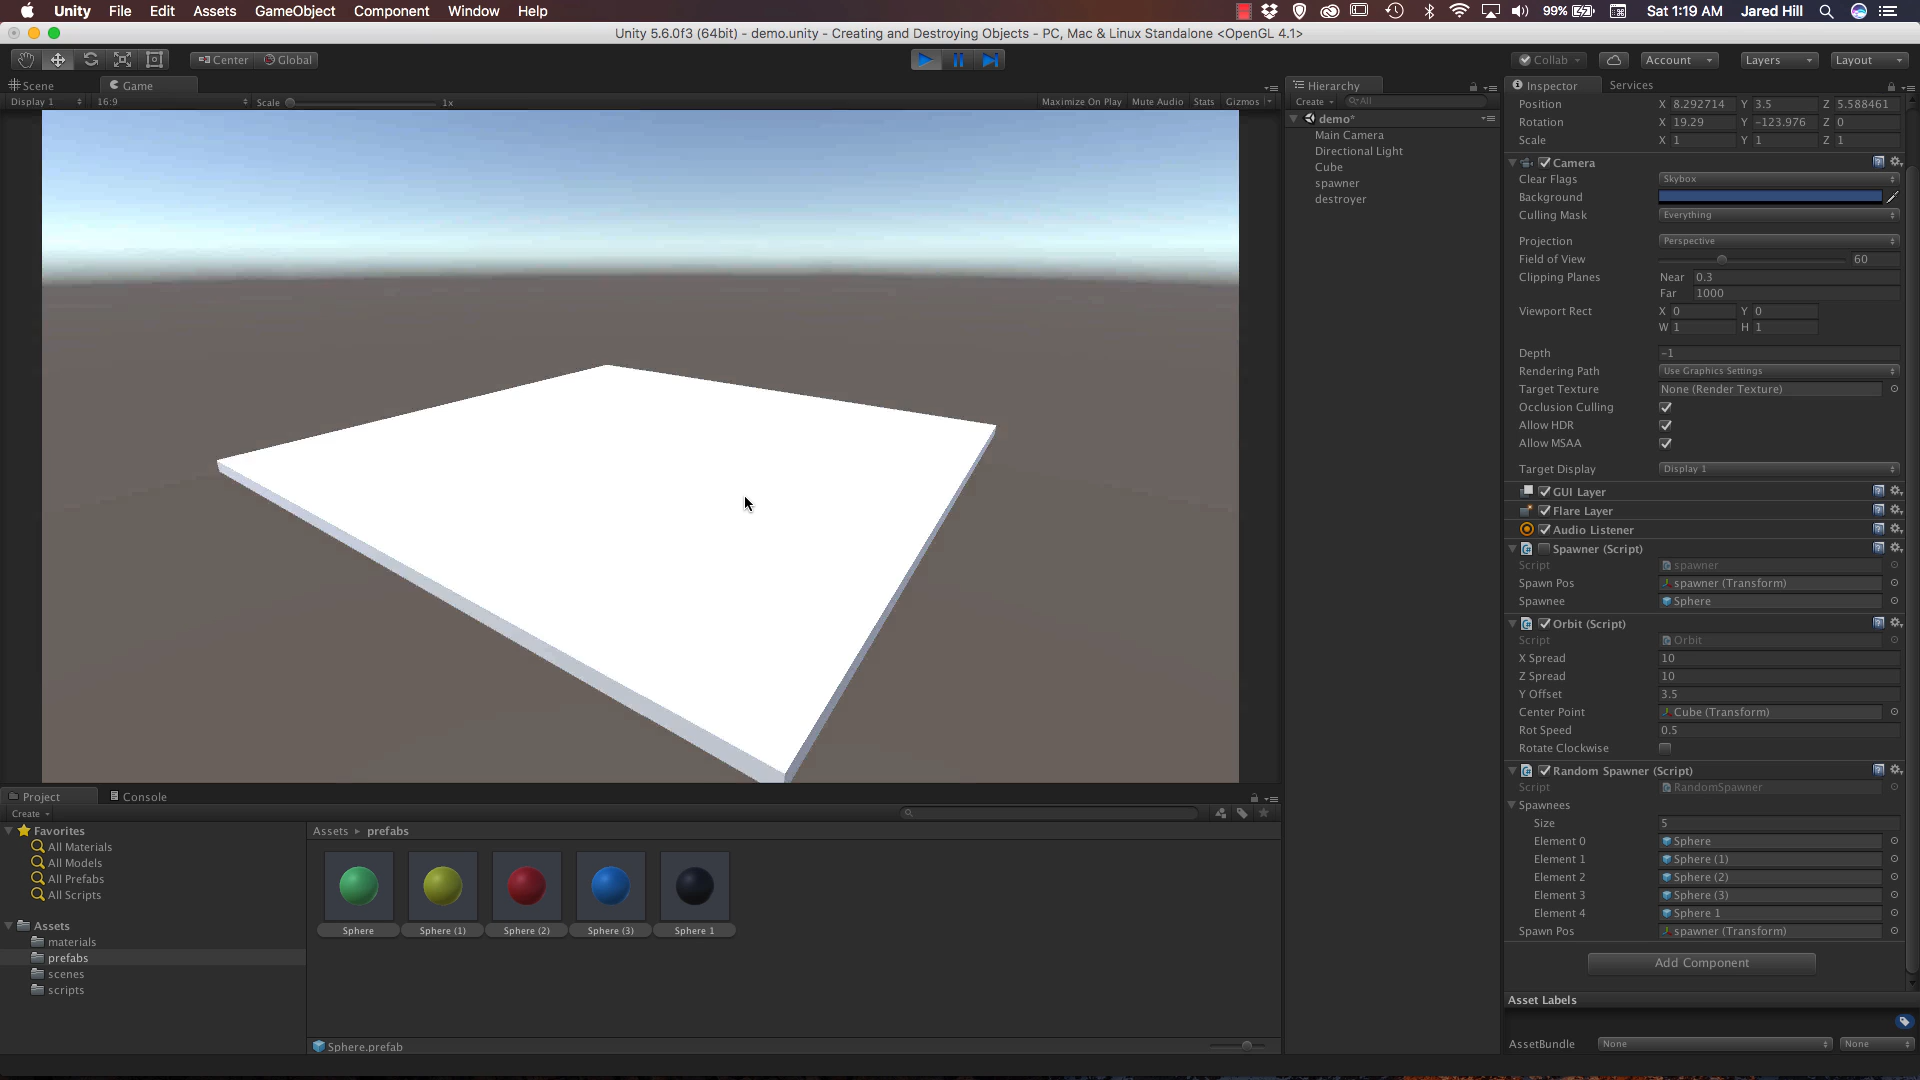 Unity File Edit Assets GameObject Component Window Help 99% Sat 1:19 AM Jared Hill
Unity 5.6.0f3 (64bit) - demo.unity - Creating and Destroying Objects - PC, Mac & Linux Standalone <OpenGL 4.1>
Center Global Collab Account Layers Layout
Scene Game
Display 1 16:9 Scale 1x Maximize On Play Mute Audio Stats Gizmos
Hierarchy
Create All
demo*
Main Camera
Directional Light
Cube
spawner
destroyer
Inspector Services
Position X 8.292714 Y 3.5 Z 5.588461
Rotation X 19.29 Y -123.976 Z 0
Scale X 1 Y 1 Z 1
Camera
Clear Flags Skybox
Background
Culling Mask Everything
Projection Perspective
Field of View 60
Clipping Planes Near 0.3
Far 1000
Viewport Rect X 0 Y 0
W 1 H 1
Depth -1
Rendering Path Use Graphics Settings
Target Texture None (Render Texture)
Occlusion Culling
Allow HDR
Allow MSAA
Target Display Display 1
GUI Layer
Flare Layer
Audio Listener
Spawner (Script)
Script spawner
Spawn Pos spawner (Transform)
Spawnee Sphere
Orbit (Script)
Script Orbit
X Spread 10
Z Spread 10
Y Offset 3.5
Center Point Cube (Transform)
Rot Speed 0.5
Rotate Clockwise
Random Spawner (Script)
Script RandomSpawner
Spawnees
Size 5
Element 0 Sphere
Element 1 Sphere (1)
Element 2 Sphere (2)
Element 3 Sphere (3)
Element 4 Sphere 1
Spawn Pos spawner (Transform)
Add Component
Asset Labels
AssetBundle None None
Project Console
Create
Favorites
All Materials
All Models
All Prefabs
All Scripts
Assets
materials
prefabs
scenes
scripts
Assets prefabs
Sphere Sphere (1) Sphere (2) Sphere (3) Sphere 1
Sphere.prefab